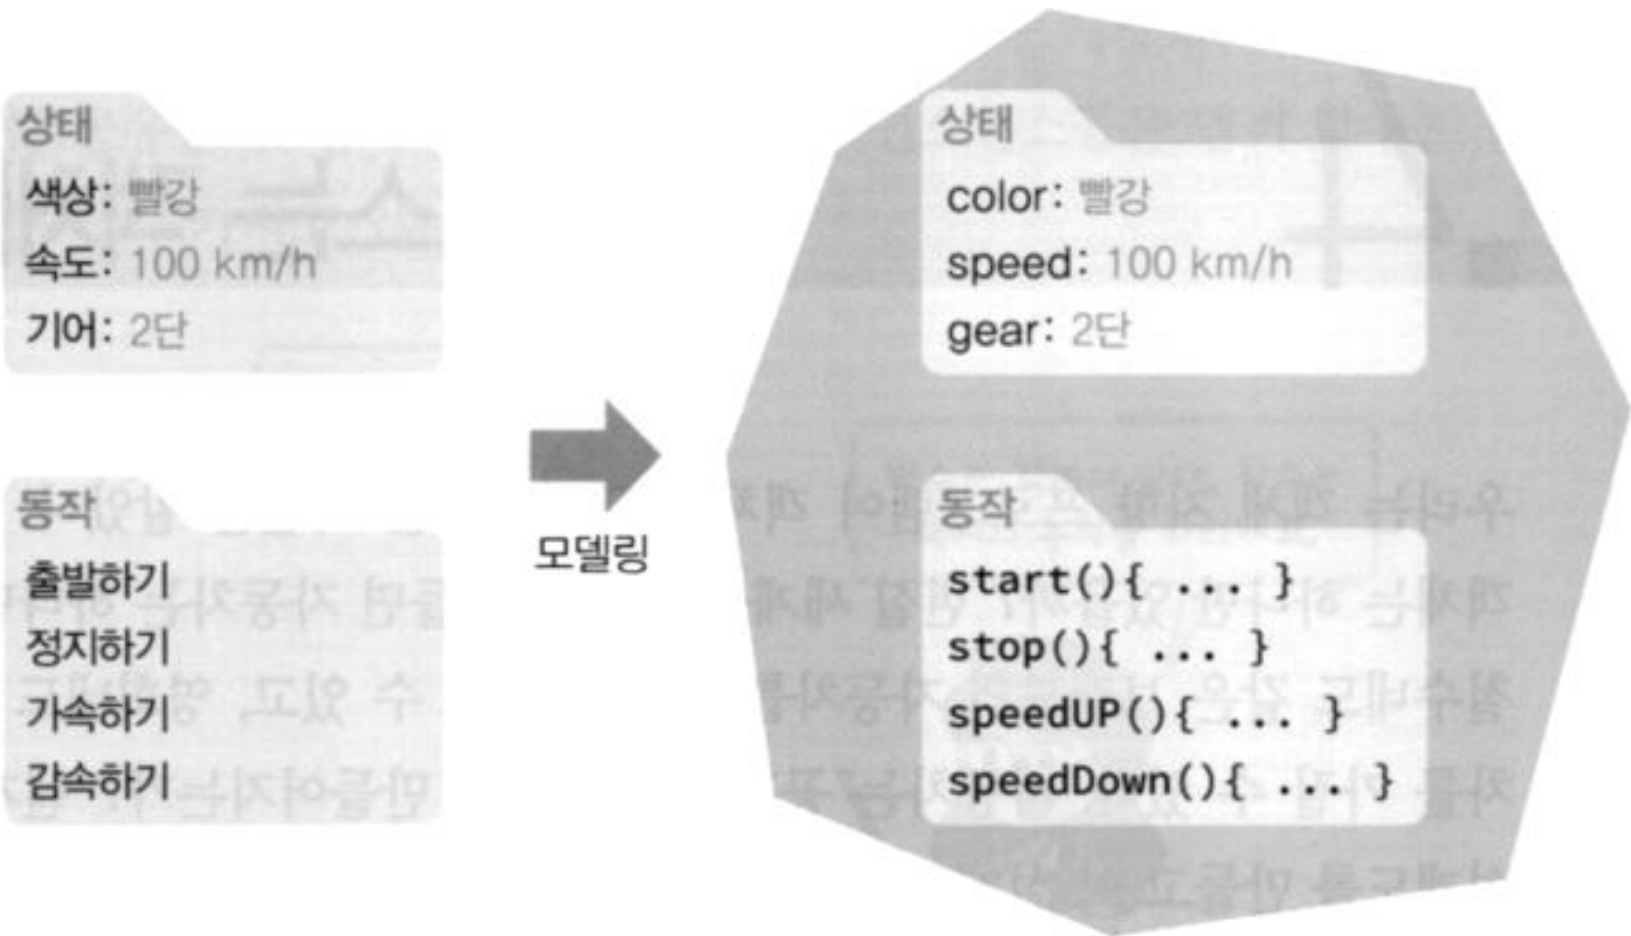 상태
색상: 빨강
속도: 100 km/h
기어: 2단
동작
출발하기
정지하기
가속하기
감속하기
모델링
상태
color: 빨강
speed: 100 km/h
gear: 2단
동작
start(){ ... }
stop(){ ... }
speedUP(){ ... }
speedDown(){ ... }